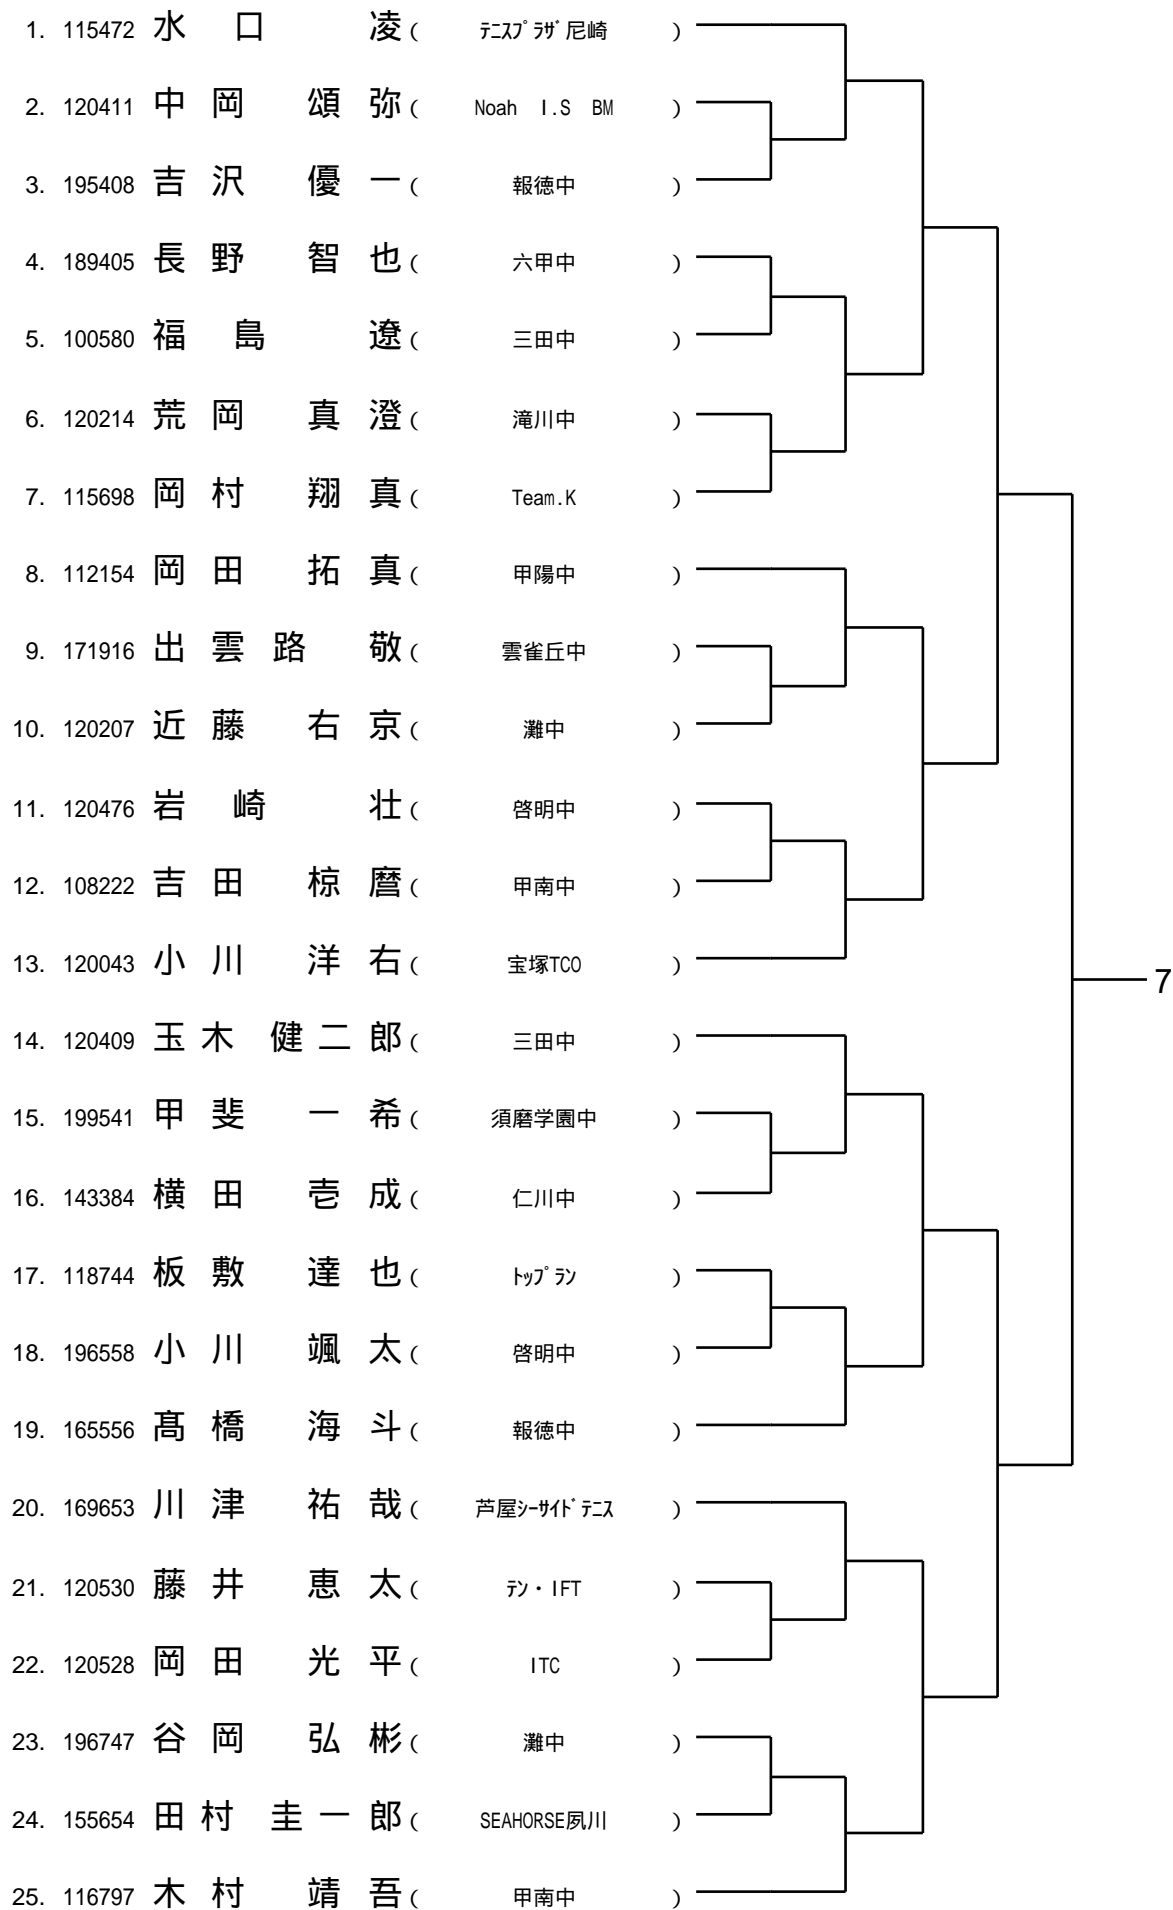 1. 115472 水口 凌 ( ﾃﾆｽﾌﾟﾗｻﾞ尼崎 )
2. 120411 中岡 頌弥 ( Noah I.S BM )
3. 195408 吉沢 優一 ( 報徳中 )
4. 189405 長野 智也 ( 六甲中 )
5. 100580 福島 遼 ( 三田中 )
6. 120214 荒岡 真澄 ( 滝川中 )
7. 115698 岡村 翔真 ( Team.K )
8. 112154 岡田 拓真 ( 甲陽中 )
9. 171916 出雲路 敬 ( 雲雀丘中 )
10. 120207 近藤 右京 ( 灘中 )
11. 120476 岩崎 壮 ( 啓明中 )
12. 108222 吉田 椋麿 ( 甲南中 )
13. 120043 小川 洋右 ( 宝塚TCO )
7
14. 120409 玉木 健二郎 ( 三田中 )
15. 199541 甲斐 一希 ( 須磨学園中 )
16. 143384 横田 壱成 ( 仁川中 )
17. 118744 板敷 達也 ( ﾄｯﾌﾟﾗﾝ )
18. 196558 小川 颯太 ( 啓明中 )
19. 165556 髙橋 海斗 ( 報徳中 )
20. 169653 川津 祐哉 ( 芦屋ｼｰｻｲﾄﾞﾃﾆｽ )
21. 120530 藤井 恵太 ( ﾃﾝ・IFT )
22. 120528 岡田 光平 ( ITC )
23. 196747 谷岡 弘彬 ( 灘中 )
24. 155654 田村 圭一郎 ( SEAHORSE夙川 )
25. 116797 木村 靖吾 ( 甲南中 )